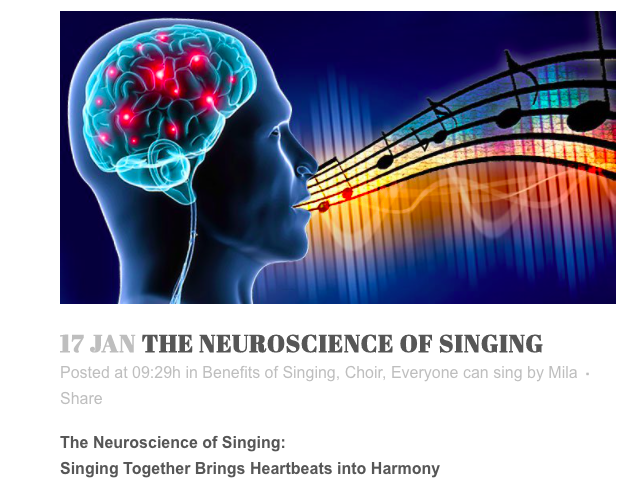 17 JAN THE NEUROSCIENCE OF SINGING
Posted at 09:29h in Benefits of Singing, Choir, Everyone can sing by Mila ·
Share
The Neuroscience of Singing:
Singing Together Brings Heartbeats into Harmony